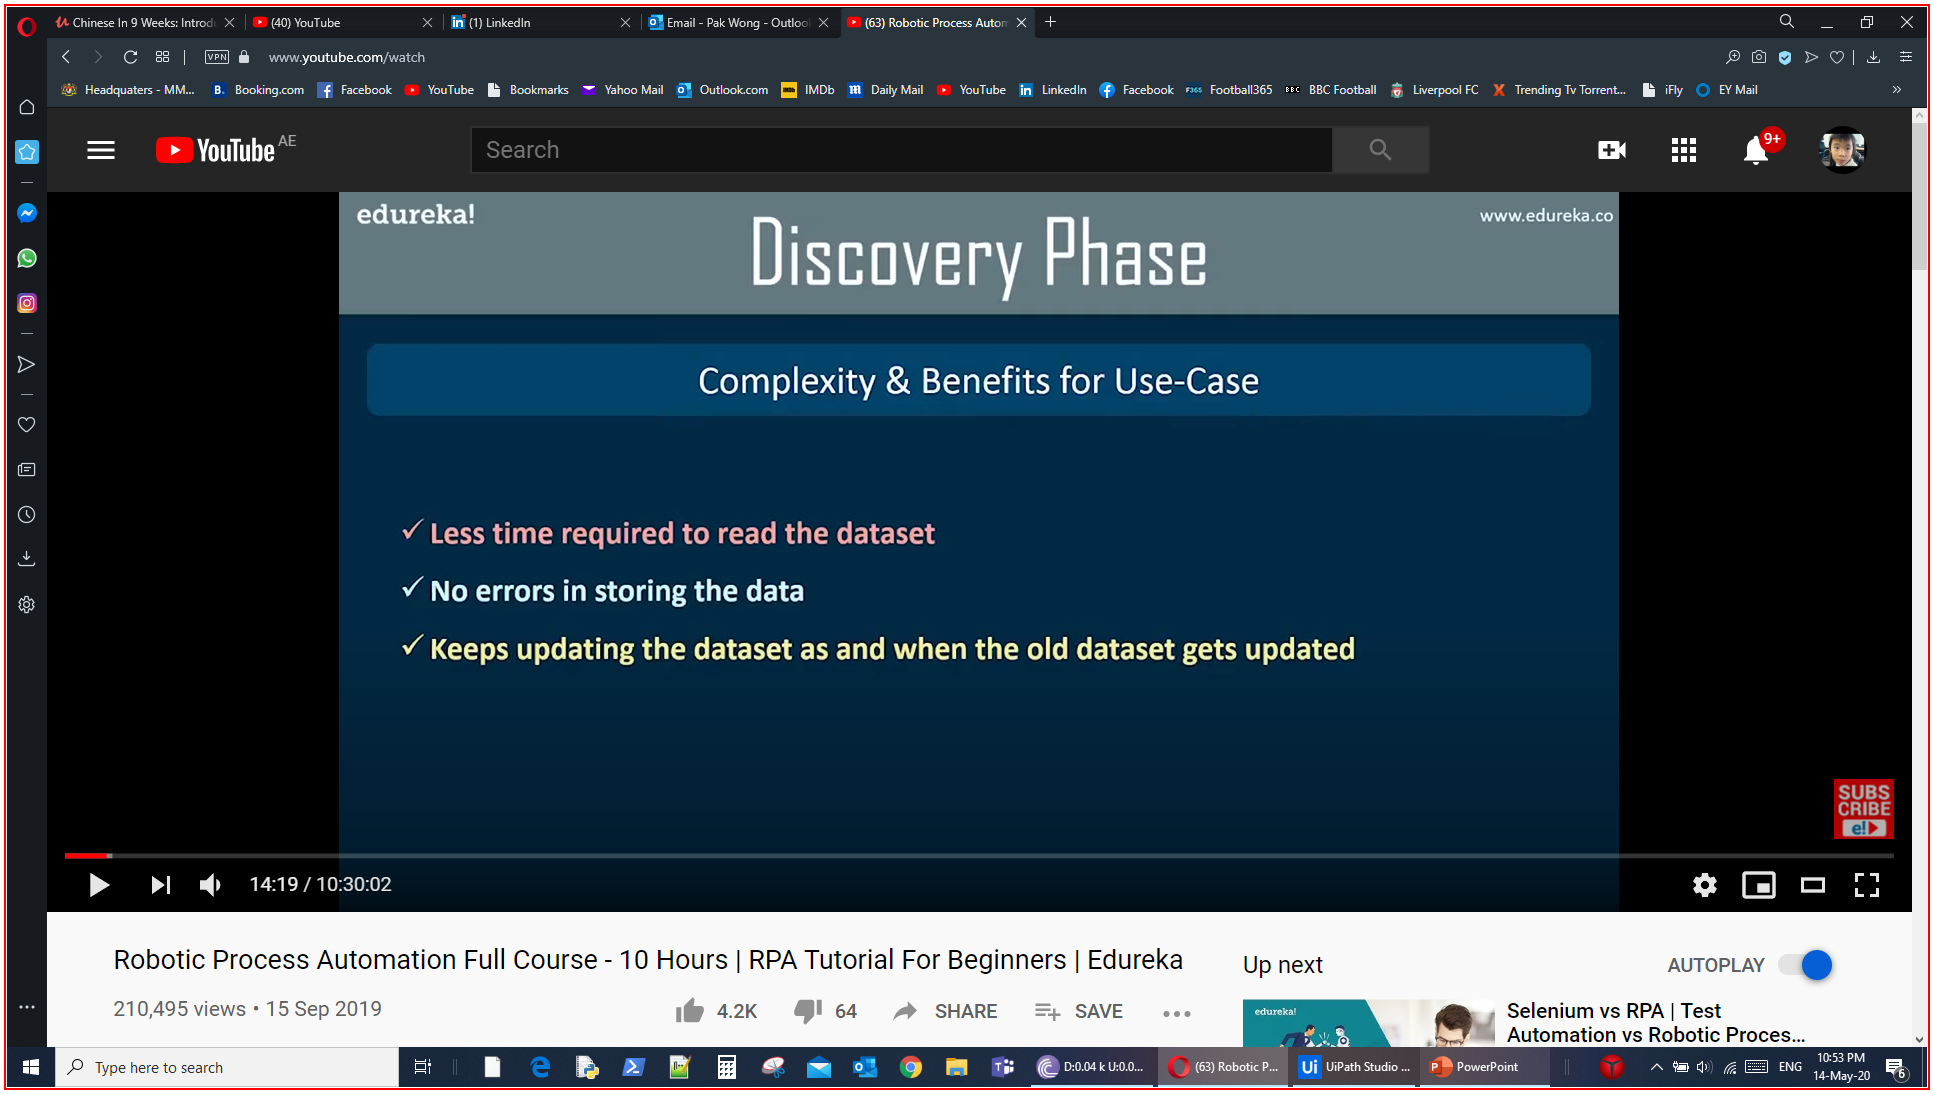 Chinese In 9 Weeks: Introdu
(40) YouTube
(1) LinkedIn
Email - Pak Wong - Outloo
(63) Robotic Process Autom
VPN
www.youtube.com/watch
Headquaters - MM...
Booking.com
Facebook
YouTube
Bookmarks
Yahoo Mail
Outlook.com
IMDb
Daily Mail
YouTube
LinkedIn
Facebook
Football365
BBC Football
Liverpool FC
Trending Tv Torrent...
iFly
EY Mail
YouTube AE
Search
9+
edureka!
Discovery Phase
www.edureka.co
Complexity & Benefits for Use-Case
✓ Less time required to read the dataset
✓ No errors in storing the data
✓ Keeps updating the dataset as and when the old dataset gets updated
SUBS
CRIBE
e!
14:19 / 10:30:02
Robotic Process Automation Full Course - 10 Hours | RPA Tutorial For Beginners | Edureka
210,495 views • 15 Sep 2019
4.2K
64
SHARE
SAVE
Up next
AUTOPLAY
edureka!
Selenium vs RPA | Test
Automation vs Robotic Proces...
Type here to search
D:0.04 k U:0.0...
(63) Robotic P...
Ui
UiPath Studio ...
PowerPoint
ENG
10:53 PM
14-May-20
6